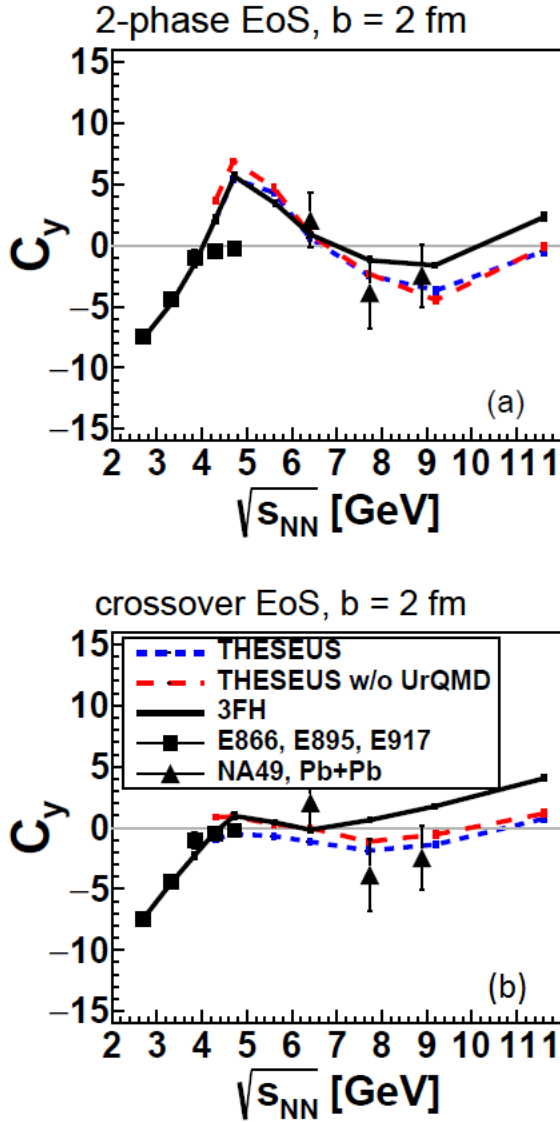 2-phase EoS, b = 2 fm
15
10
5
0
−5
−10
−15
C_y
(a)
2 3 4 5 6 7 8 9 10 11
√s_NN [GeV]
crossover EoS, b = 2 fm
15
10
5
0
−5
−10
−15
C_y
THESEUS
THESEUS w/o UrQMD
3FH
E866, E895, E917
NA49, Pb+Pb
(b)
2 3 4 5 6 7 8 9 10 11
√s_NN [GeV]